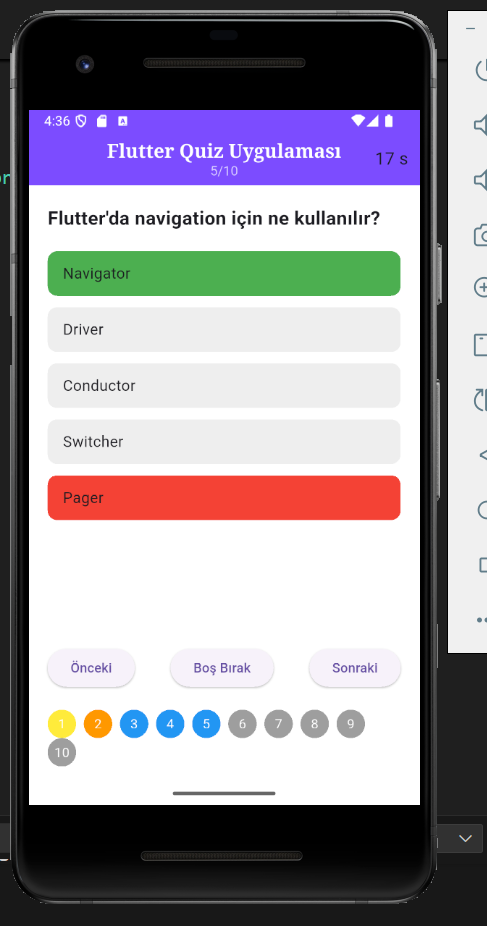 4:36
Flutter Quiz Uygulaması
5/10
17 s
Flutter'da navigation için ne kullanılır?
Navigator
Driver
Conductor
Switcher
Pager
Önceki Boş Bırak Sonraki
1 2 3 4 5 6 7 8 9
10